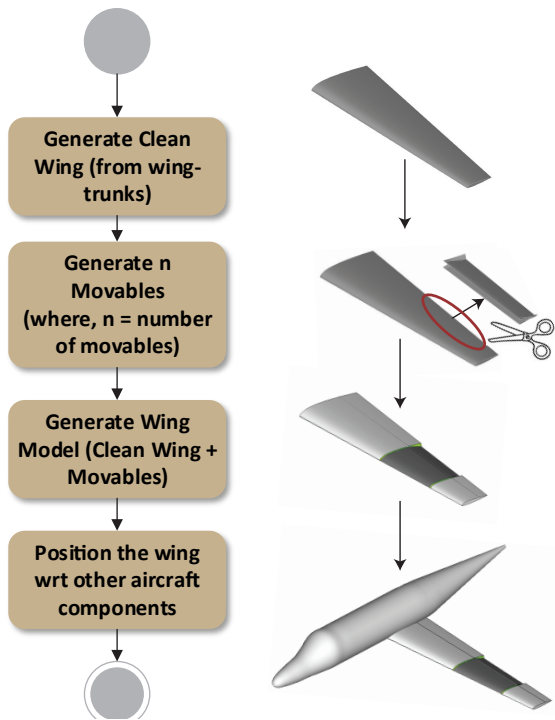 Generate Clean
Wing (from wing-
trunks)
Generate n
Movables
(where, n = number
of movables)
Generate Wing
Model (Clean Wing +
Movables)
Position the wing
wrt other aircraft
components